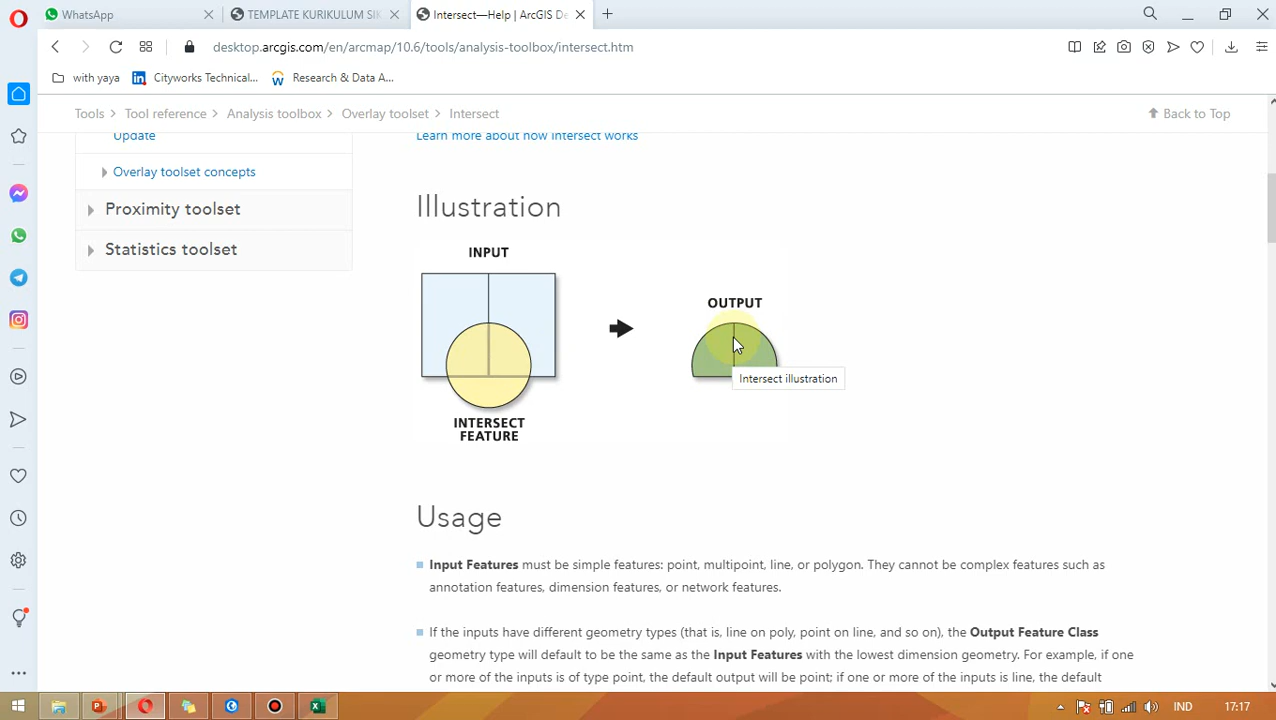 WhatsApp
TEMPLATE KURIKULUM SIK
Intersect—Help | ArcGIS De
desktop.arcgis.com/en/arcmap/10.6/tools/analysis-toolbox/intersect.htm
with yaya
Cityworks Technical...
Research & Data A...
Tools > Tool reference > Analysis toolbox > Overlay toolset > Intersect
Back to Top
Update
Learn more about how Intersect works
Overlay toolset concepts
Proximity toolset
Statistics toolset
Illustration
INPUT
OUTPUT
Intersect illustration
INTERSECT
FEATURE
Usage
Input Features must be simple features: point, multipoint, line, or polygon. They cannot be complex features such as
annotation features, dimension features, or network features.
If the inputs have different geometry types (that is, line on poly, point on line, and so on), the Output Feature Class
geometry type will default to be the same as the Input Features with the lowest dimension geometry. For example, if one
or more of the inputs is of type point, the default output will be point; if one or more of the inputs is line, the default
IND
17:17